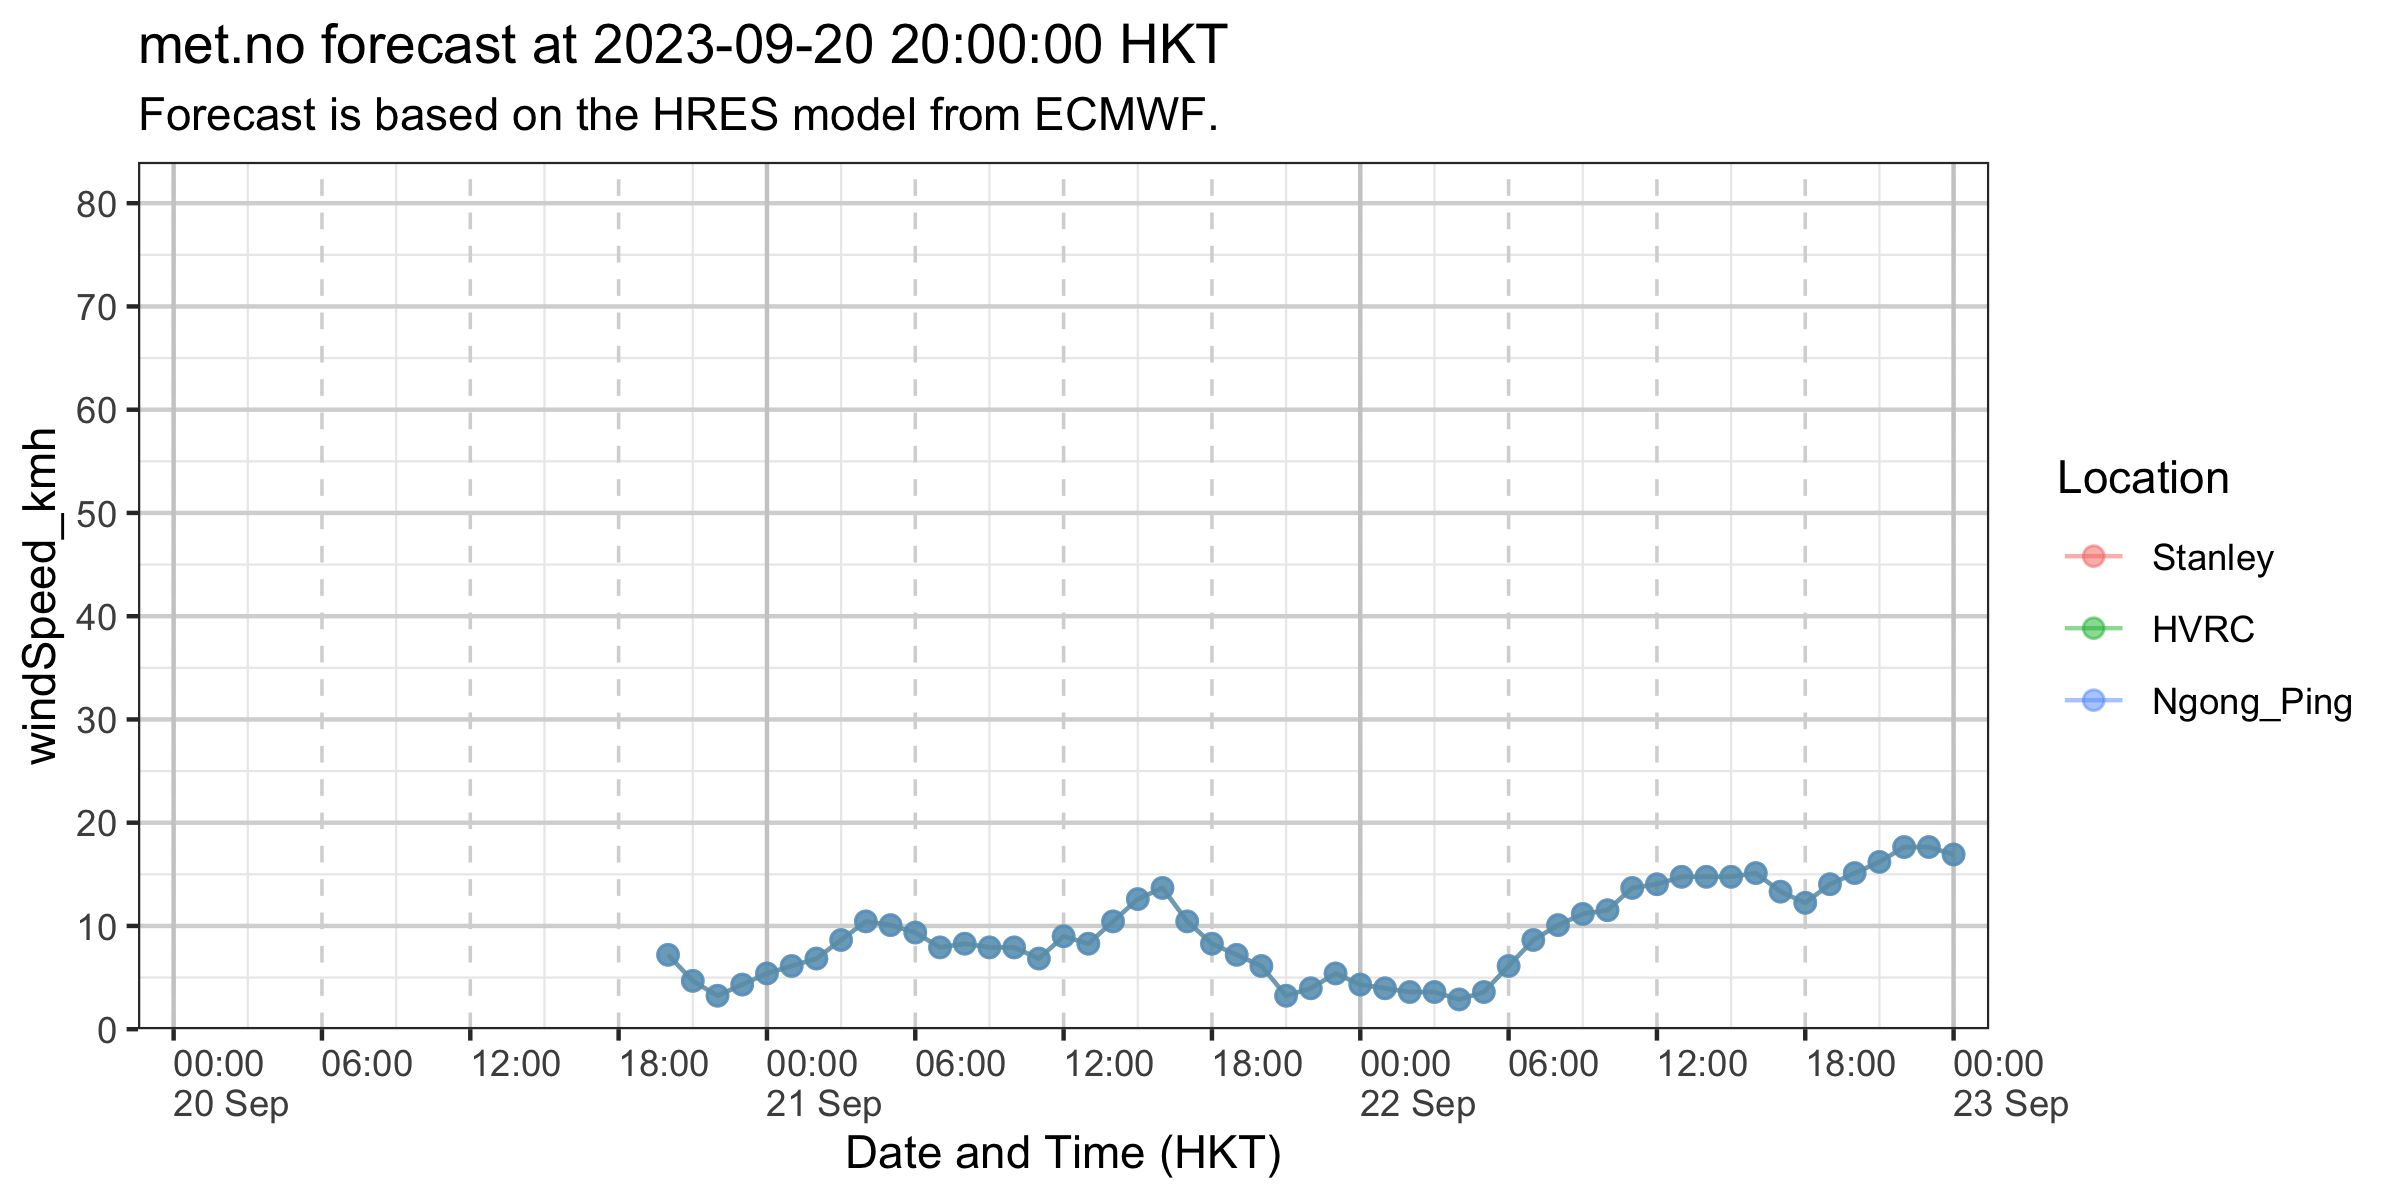 met.no forecast at 2023-09-20 20:00:00 HKT
Forecast is based on the HRES model from ECMWF.
windSpeed_kmh
80
70
60
50
40
30
20
10
0
00:00 06:00 12:00 18:00 00:00 06:00 12:00 18:00 00:00 06:00 12:00 18:00 00:00
20 Sep 21 Sep 22 Sep 23 Sep
Date and Time (HKT)
Location
Stanley
HVRC
Ngong_Ping